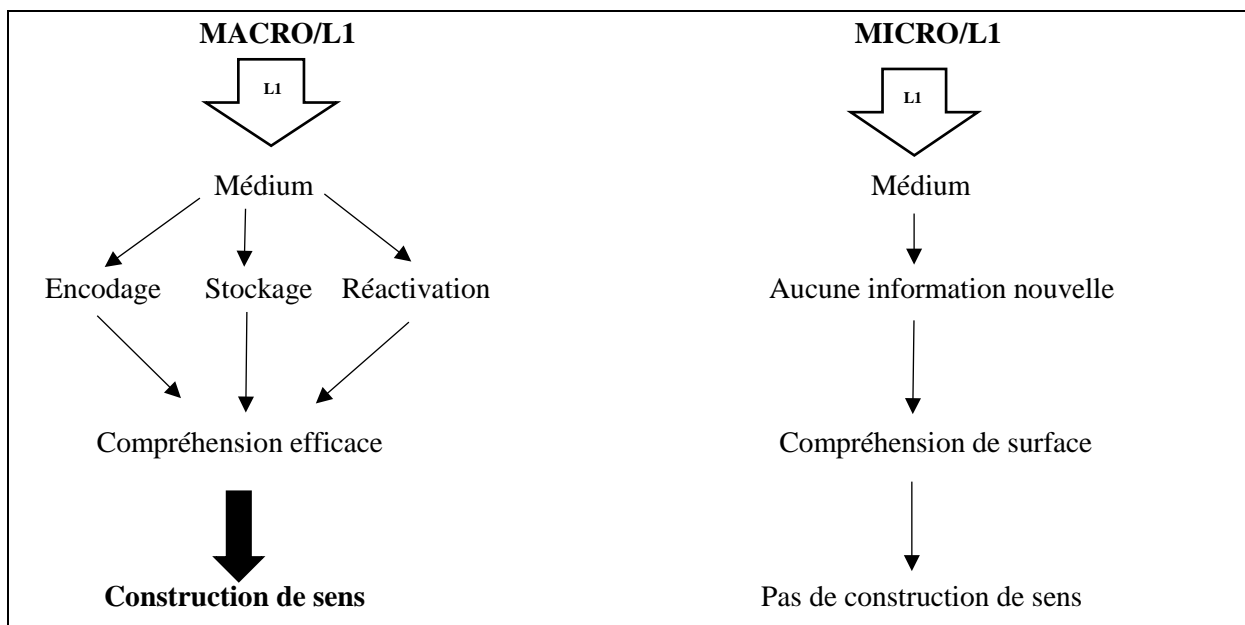 MACRO/L1
L1
Médium
Encodage Stockage Réactivation
Compréhension efficace
Construction de sens
MICRO/L1
L1
Médium
Aucune information nouvelle
Compréhension de surface
Pas de construction de sens